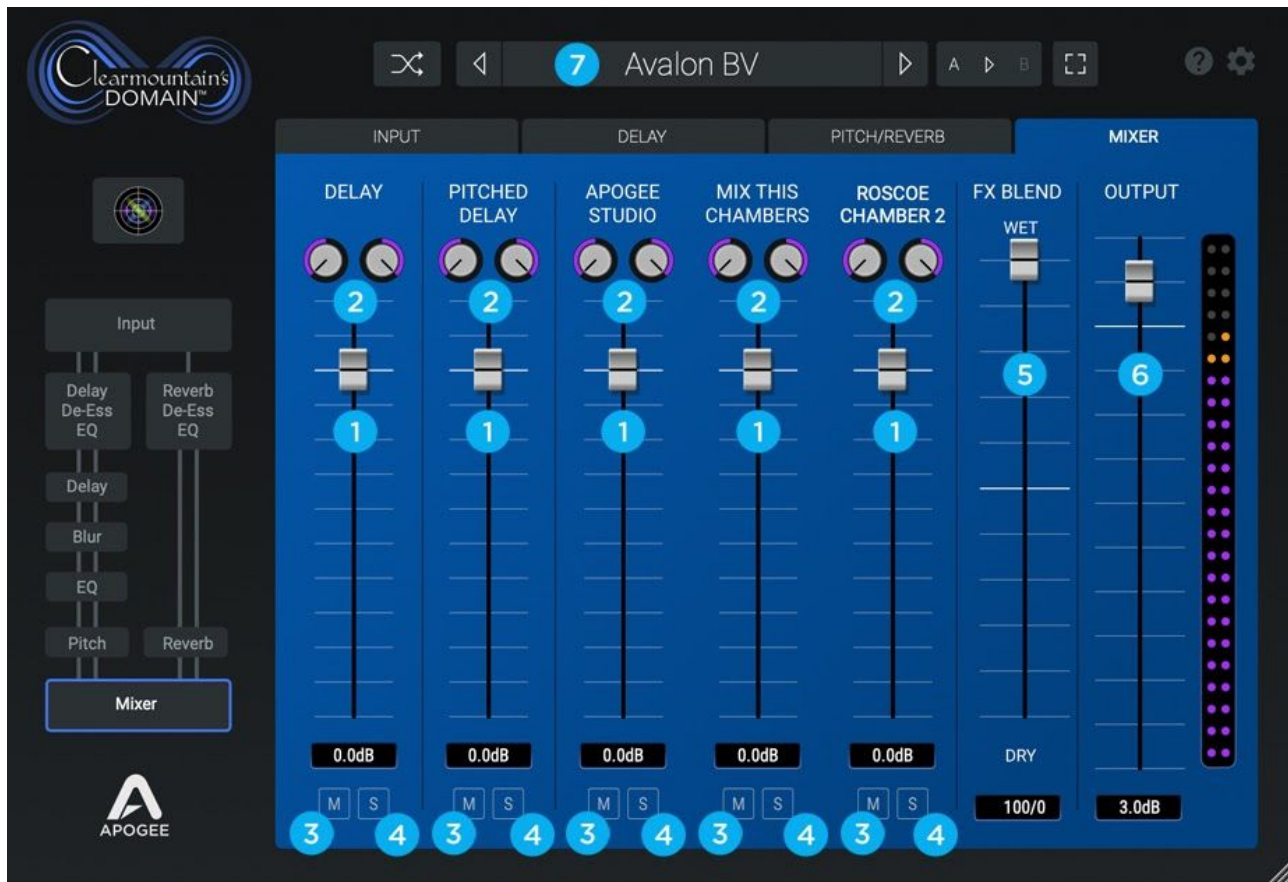 Clearmountain's
DOMAIN™
7 Avalon BV
A B
INPUT DELAY PITCH/REVERB MIXER
DELAY
PITCHED
DELAY
APOGEE
STUDIO
MIX THIS
CHAMBERS
ROSCOE
CHAMBER 2
FX BLEND
WET
OUTPUT
2 2 2 2 2
5 6
1 1 1 1 1
Input
Delay
De-Ess
EQ
Reverb
De-Ess
EQ
Delay
Blur
EQ
Pitch Reverb
Mixer
DRY
0.0dB 0.0dB 0.0dB 0.0dB 0.0dB 100/0 3.0dB
M S M S M S M S M S
3 4 3 4 3 4 3 4 3 4
APOGEE
?